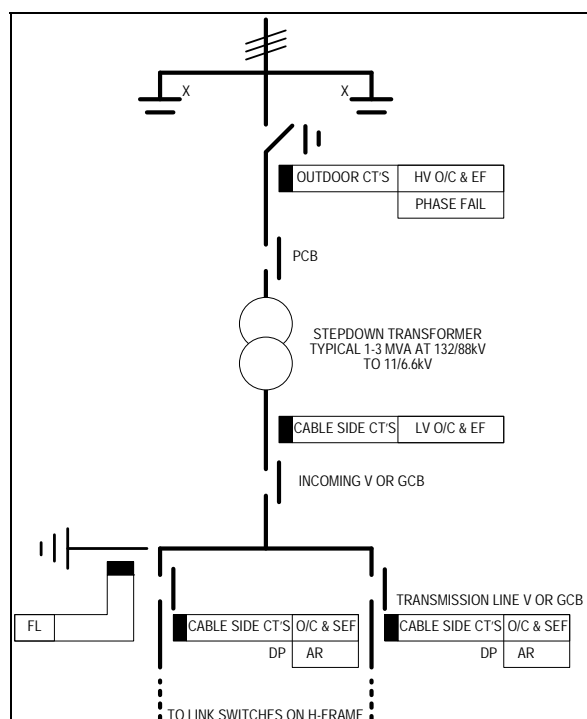 X
X
OUTDOOR CT'S HV O/C & EF
PHASE FAIL
PCB
STEPDOWN TRANSFORMER
TYPICAL 1-3 MVA AT 132/88kV
TO 11/6.6kV
CABLE SIDE CT'S LV O/C & EF
INCOMING V OR GCB
TRANSMISSION LINE V OR GCB
FL
CABLE SIDE CT'S O/C & SEF
DP AR
CABLE SIDE CT'S O/C & SEF
DP AR
TO LINK SWITCHES ON H-FRAME